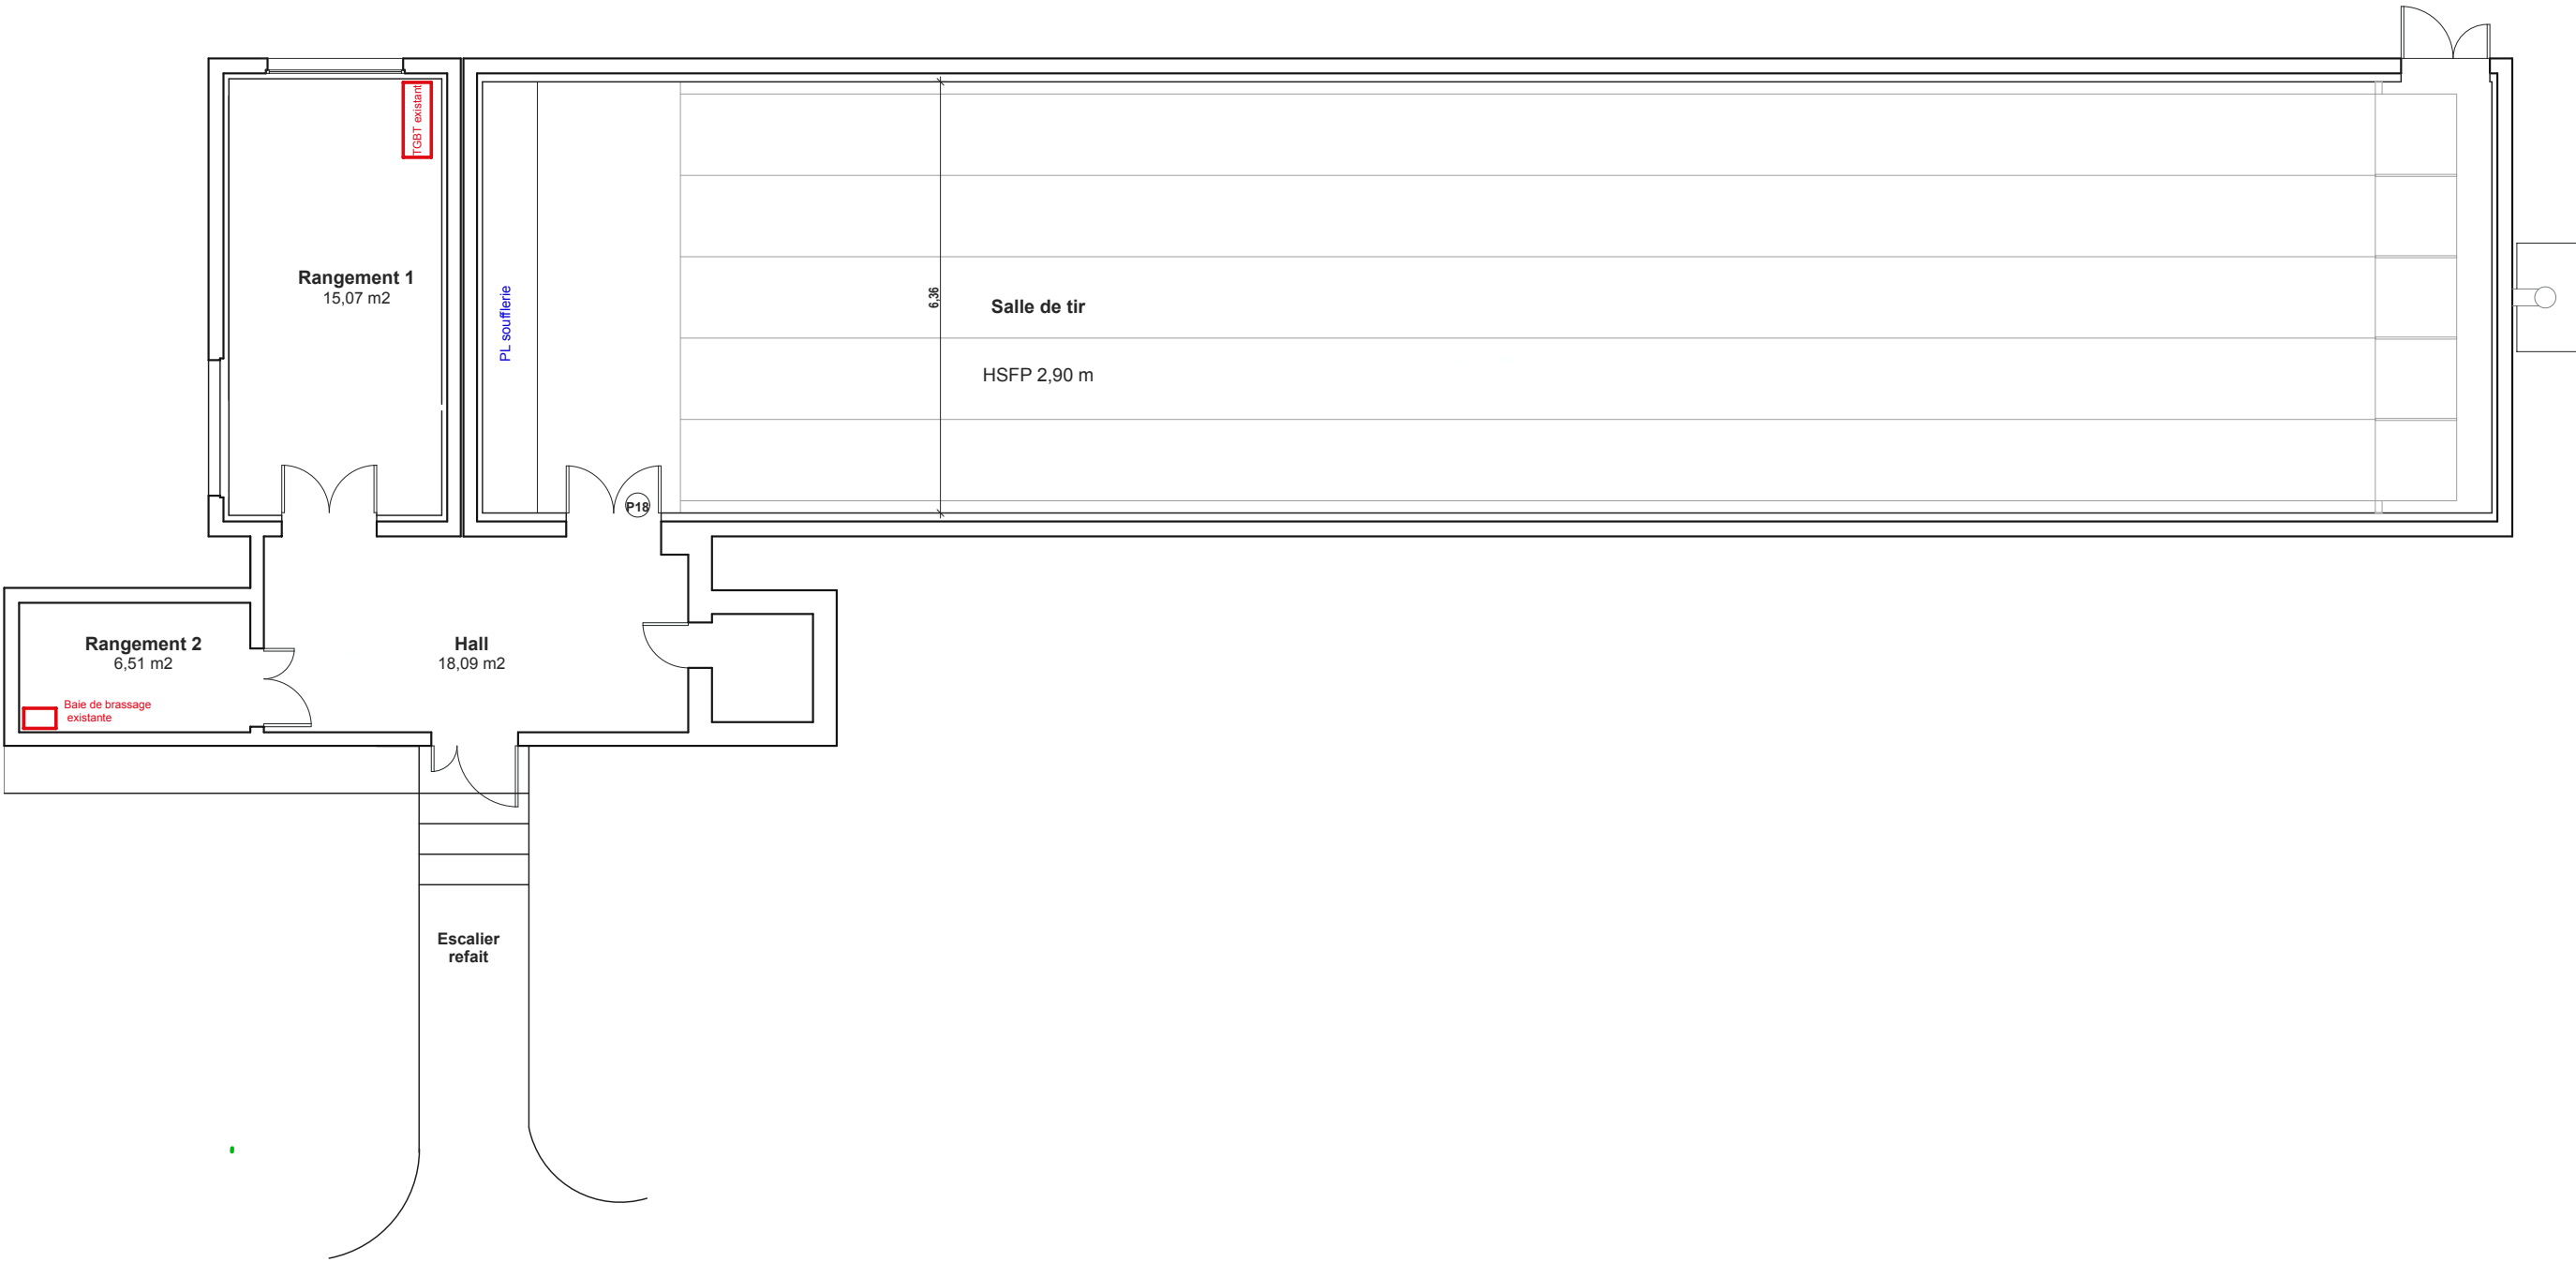 TGBT existant
Rangement 1
15,07 m2
PL soufflerie
6,36
Salle de tir
HSFP 2,90 m
P18
Rangement 2
6,51 m2
Hall
18,09 m2
Baie de brassage
existante
Escalier
refait